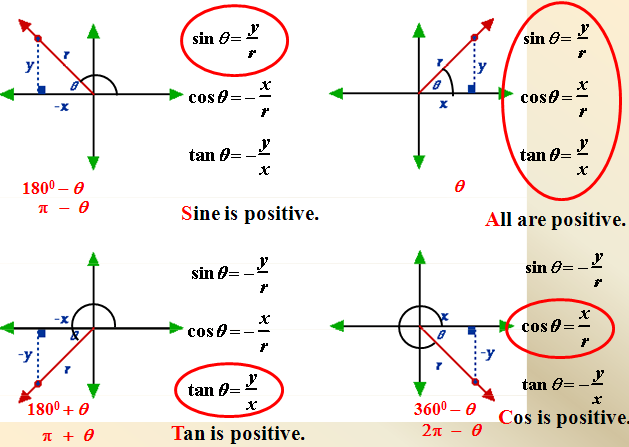 r
y
θ
-x
sin θ = y/r
cos θ = - x/r
tan θ = - y/x
180⁰ – θ
π – θ
Sine is positive.
r
y
θ
x
sin θ = y/r
cos θ = x/r
tan θ = y/x
θ
All are positive.
-x
θ
-y
r
sin θ = - y/r
cos θ = - x/r
tan θ = y/x
180⁰ + θ
π + θ
Tan is positive.
x
θ
-y
r
sin θ = - y/r
cos θ = x/r
tan θ = - y/x
360⁰ – θ
2π – θ
Cos is positive.